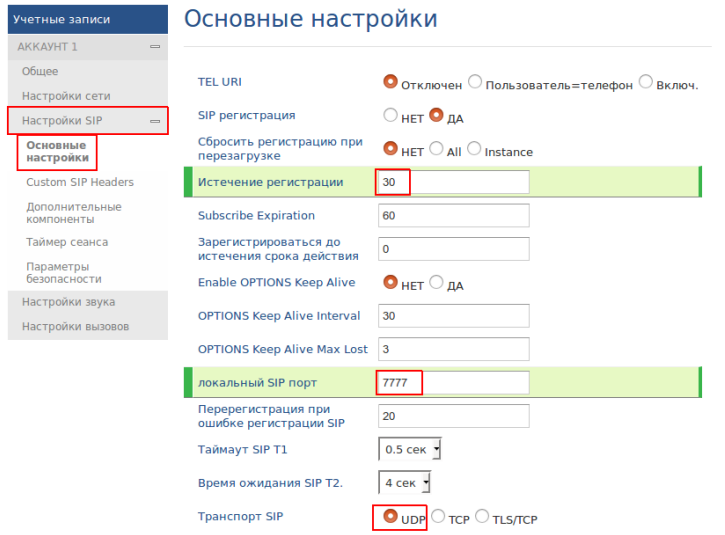 Учетные записи
АККАУНТ 1
Общее
Настройки сети
Настройки SIP
Основные
настройки
Custom SIP Headers
Дополнительные
компоненты
Таймер сеанса
Параметры
безопасности
Настройки звука
Настройки вызовов
Основные настройки
TEL URI Отключен Пользователь=телефон Включ.
SIP регистрация НЕТ ДА
Сбросить регистрацию при
перезагрузке НЕТ All Instance
Истечение регистрации 30
Subscribe Expiration 60
Зарегистрироваться до
истечения срока действия 0
Enable OPTIONS Keep Alive НЕТ ДА
OPTIONS Keep Alive Interval 30
OPTIONS Keep Alive Max Lost 3
локальный SIP порт 7777
Перерегистрация при
ошибке регистрации SIP 20
Таймаут SIP T1 0.5 сек
Время ожидания SIP T2. 4 сек
Транспорт SIP UDP TCP TLS/TCP